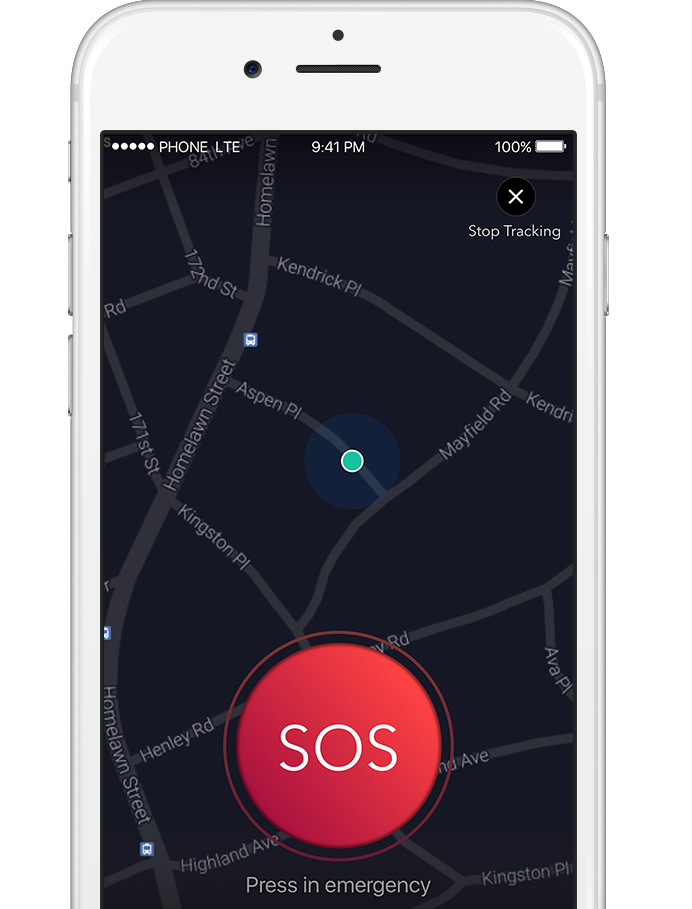 PHONE LTE
9:41 PM
100%
84th
Homelawn
Stop Tracking
172nd St
Kendrick Pl
Rd
Aspen Pl
Homelawn Street
Mayfield Rd
Kendri
171st St
Kingston Pl
Rd
Ava Pl
SOS
Homelawn Street
Henley Rd
nd Ave
Highland Ave
Kingston Pl
Press in emergency